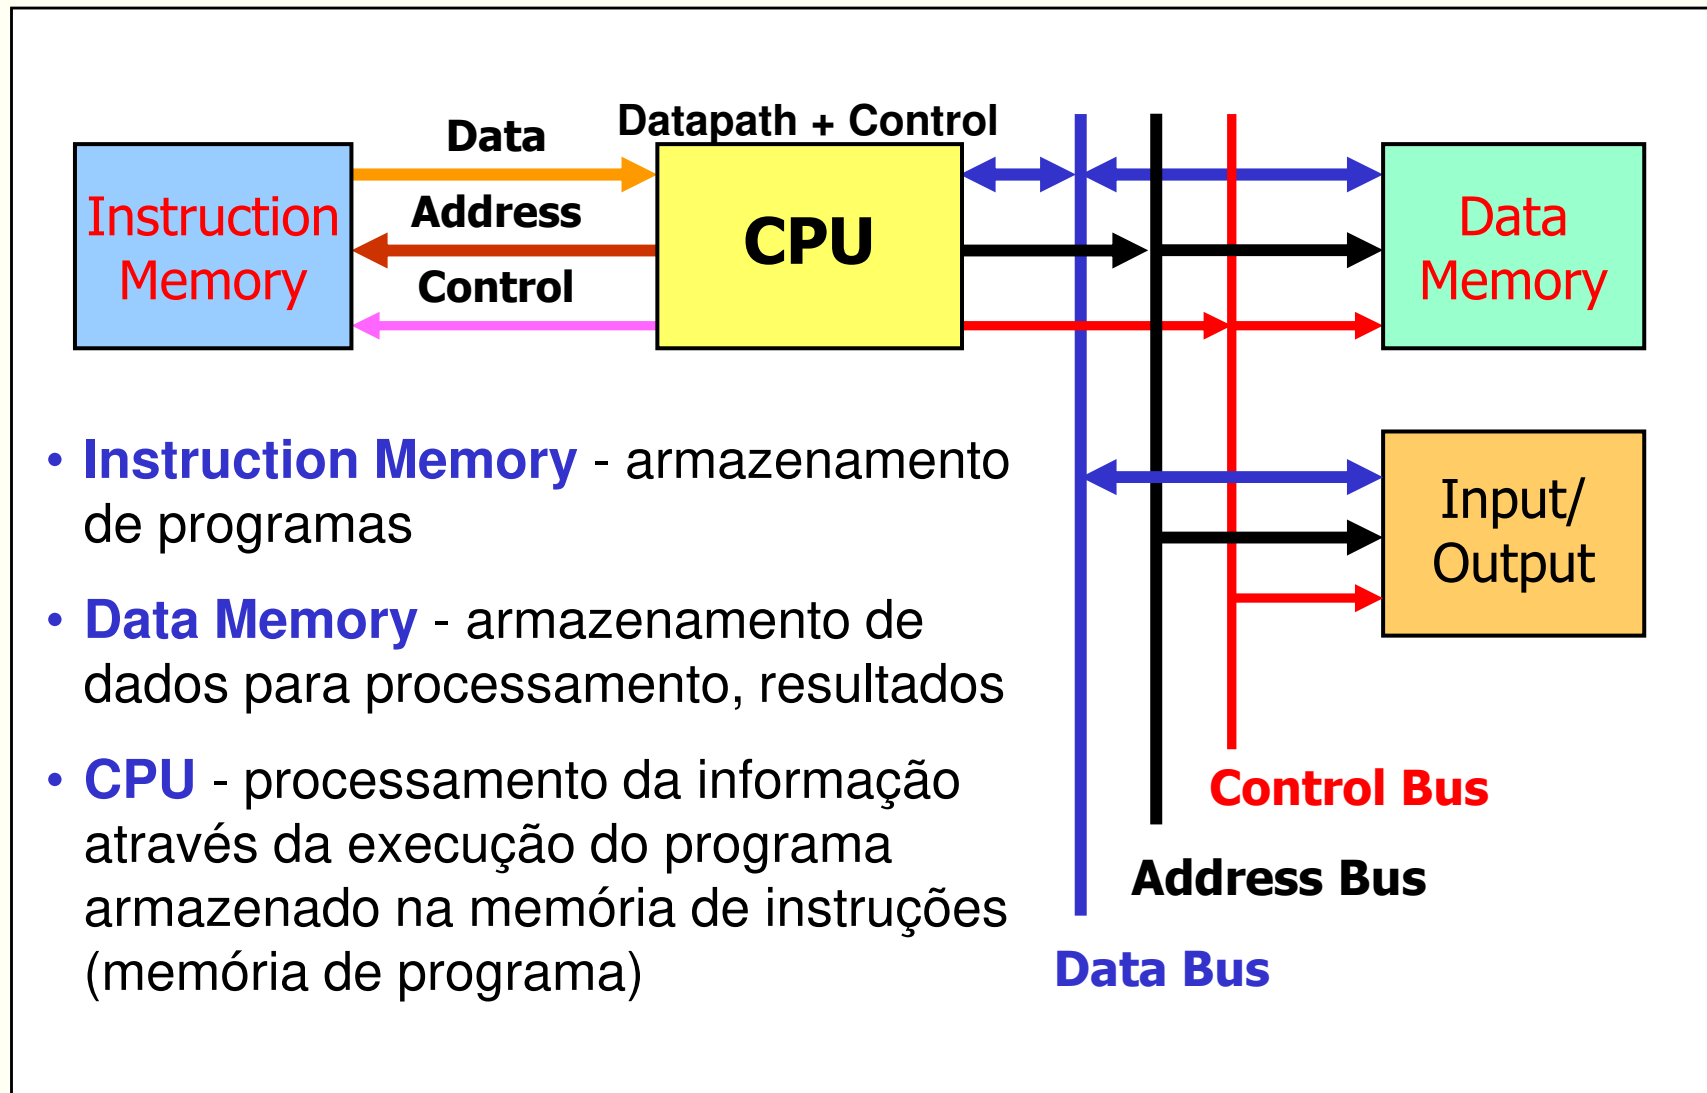 Datapath + Control
Data
Address
Control
Instruction
Memory
CPU
Data
Memory
Input/
Output
• Instruction Memory - armazenamento
de programas
• Data Memory - armazenamento de
dados para processamento, resultados
• CPU - processamento da informação
através da execução do programa
armazenado na memória de instruções
(memória de programa)
Control Bus
Address Bus
Data Bus